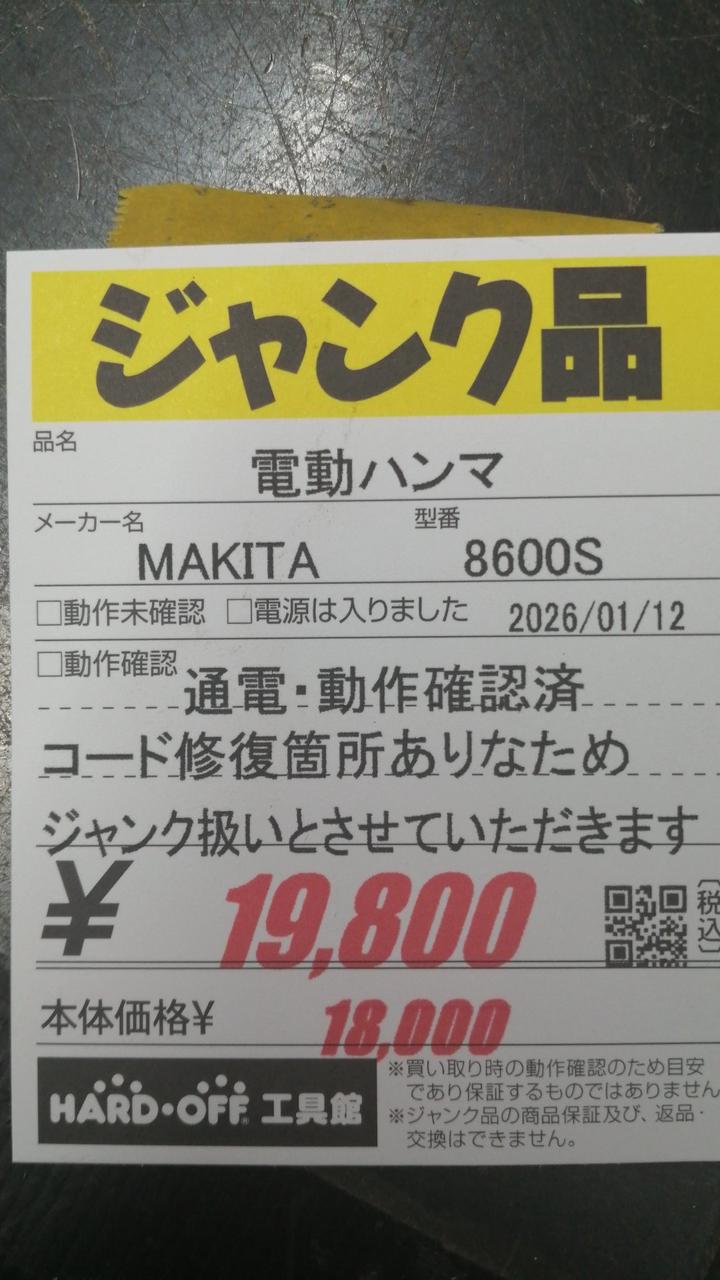 ジャンク品
品名
電動ハンマ
メーカー名 型番
MAKITA 8600S
□動作未確認 □電源は入りました 2026/01/12
□動作確認
通電・動作確認済
コード修復箇所ありなため
ジャンク扱いとさせていただきます
¥ 19,800 (税込)
本体価格¥ 18,000
HARD・OFF® 工具館
※買い取り時の動作確認のため目安
であり保証するものではありません
※ジャンク品の商品保証及び、返品・
交換はできません。